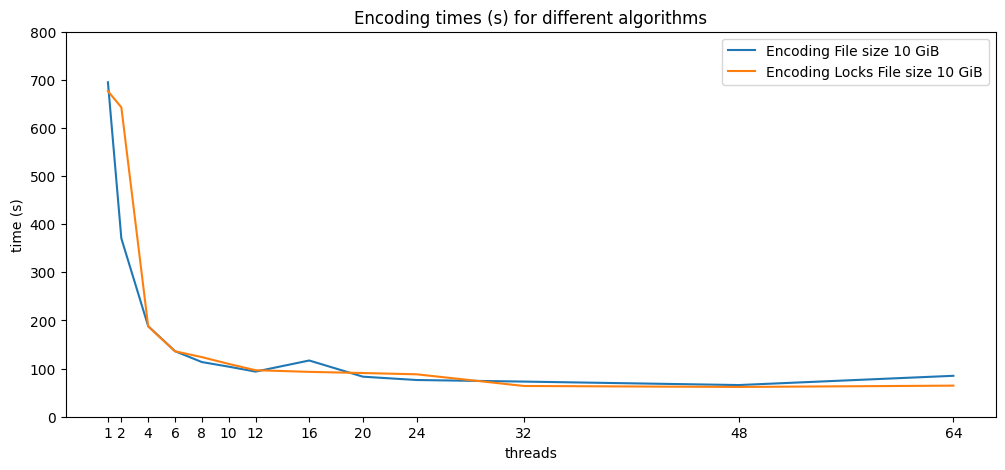 Encoding times (s) for different algorithms
Encoding File size 10 GiB
Encoding Locks File size 10 GiB
time (s)
800
700
600
500
400
300
200
100
0
1 2 4 6 8 10 12 16 20 24 32 48 64
threads